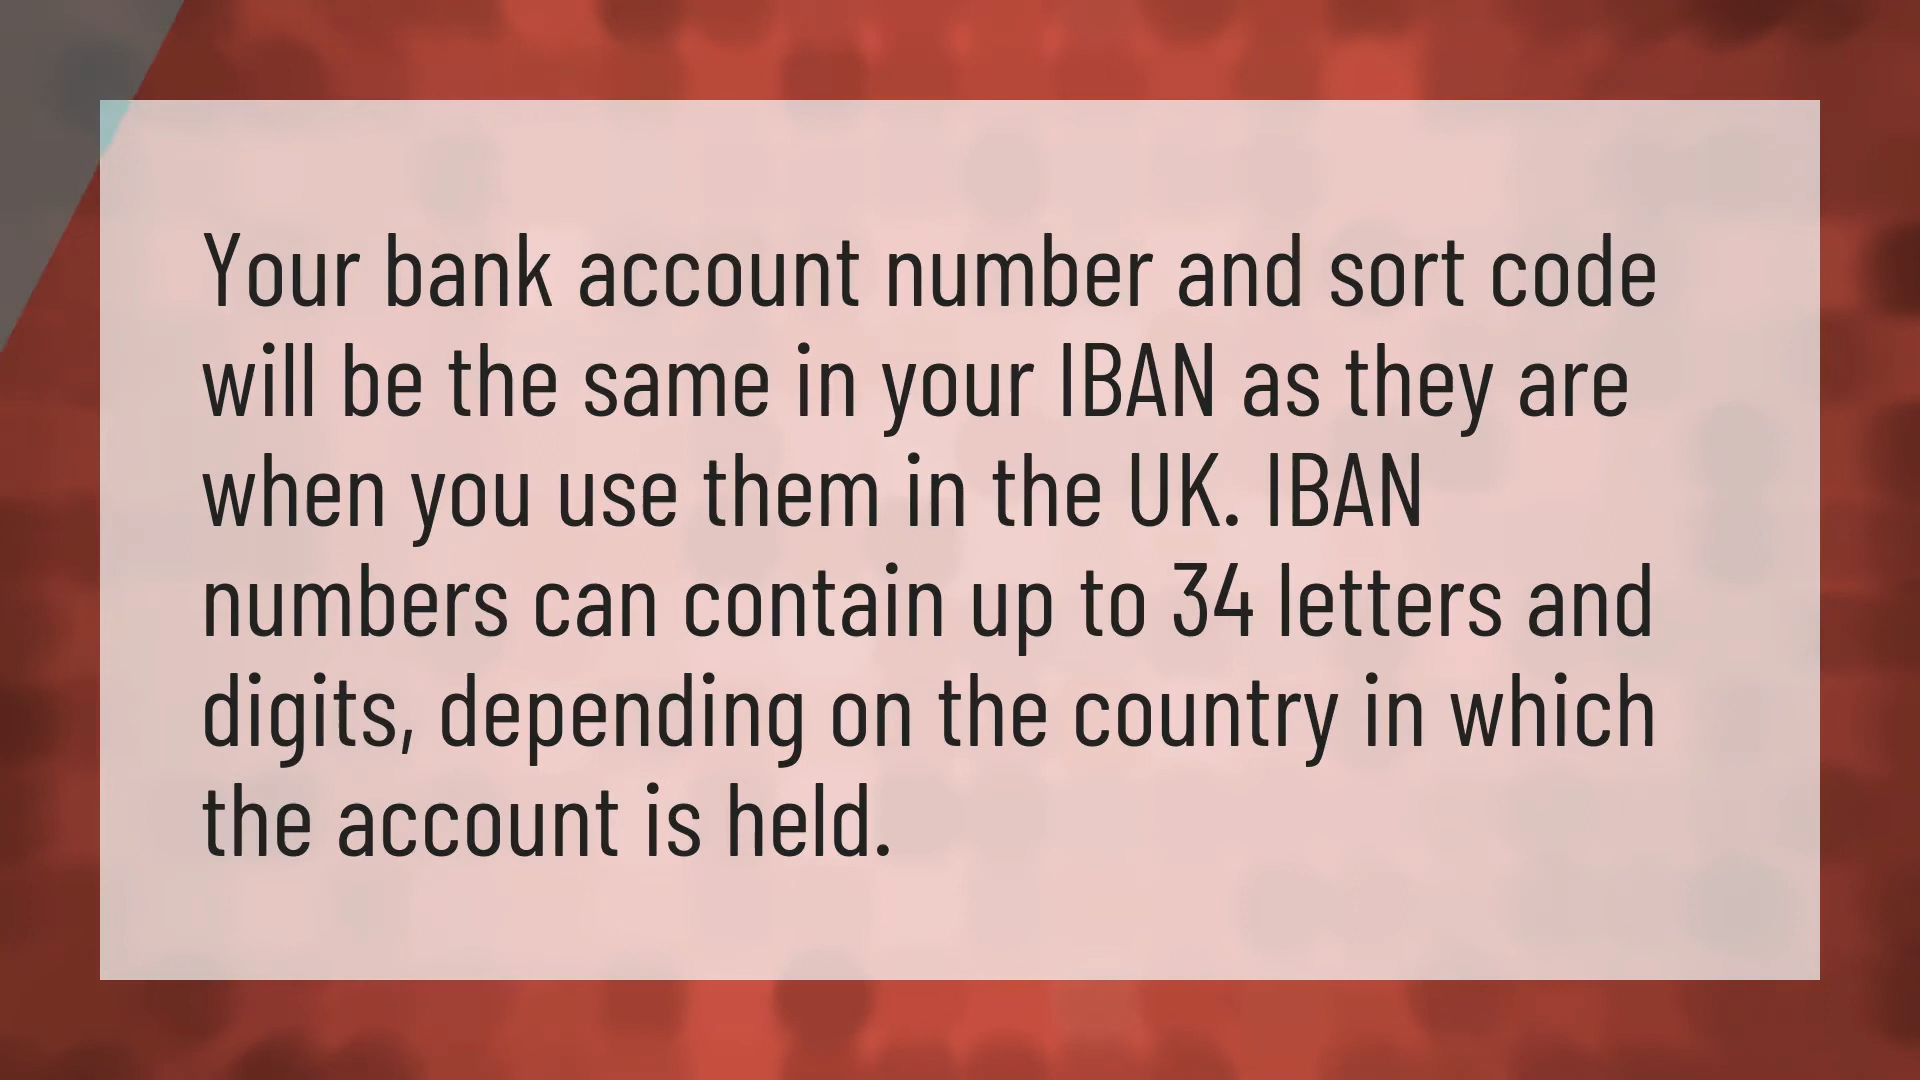 Your bank account number and sort code
will be the same in your IBAN as they are
when you use them in the UK. IBAN
numbers can contain up to 34 letters and
digits, depending on the country in which
the account is held.